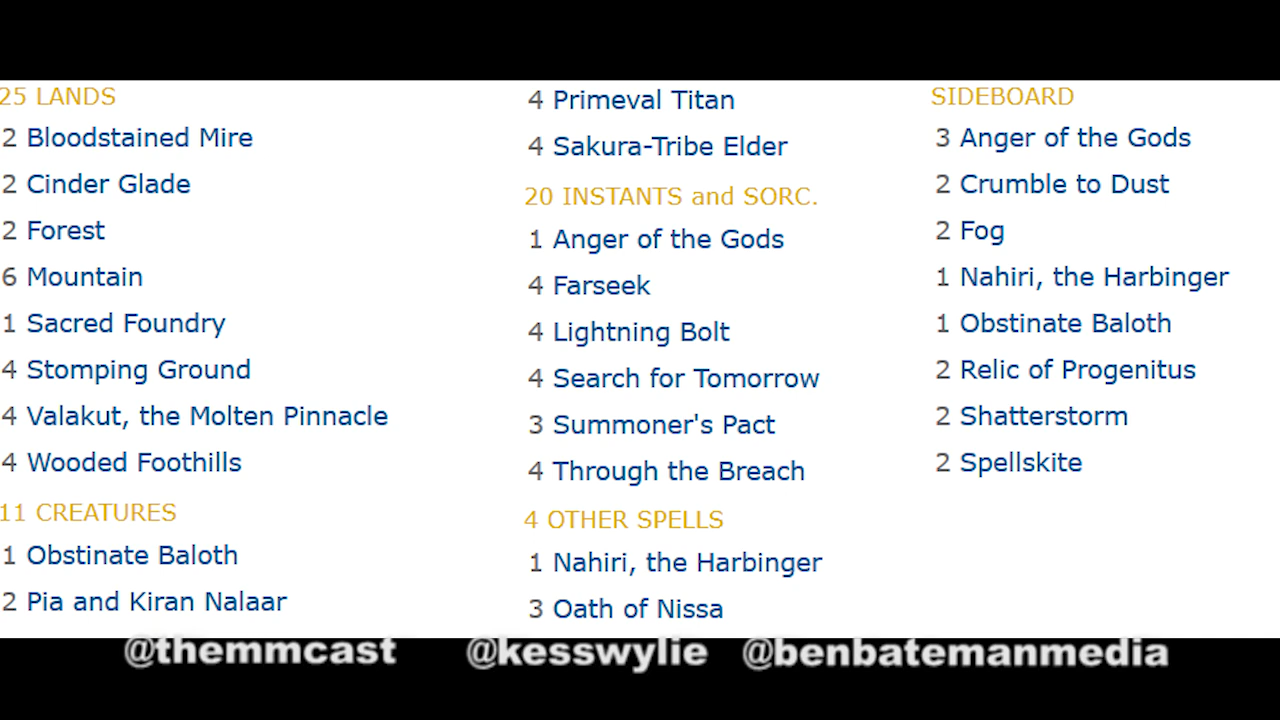 25 LANDS
2 Bloodstained Mire
2 Cinder Glade
2 Forest
6 Mountain
1 Sacred Foundry
4 Stomping Ground
4 Valakut, the Molten Pinnacle
4 Wooded Foothills
11 CREATURES
1 Obstinate Baloth
2 Pia and Kiran Nalaar
4 Primeval Titan
4 Sakura-Tribe Elder
20 INSTANTS and SORC.
1 Anger of the Gods
4 Farseek
4 Lightning Bolt
4 Search for Tomorrow
3 Summoner's Pact
4 Through the Breach
4 OTHER SPELLS
1 Nahiri, the Harbinger
3 Oath of Nissa
SIDEBOARD
3 Anger of the Gods
2 Crumble to Dust
2 Fog
1 Nahiri, the Harbinger
1 Obstinate Baloth
2 Relic of Progenitus
2 Shatterstorm
2 Spellskite
@themmcast @kesswylie @benbatemanmedia